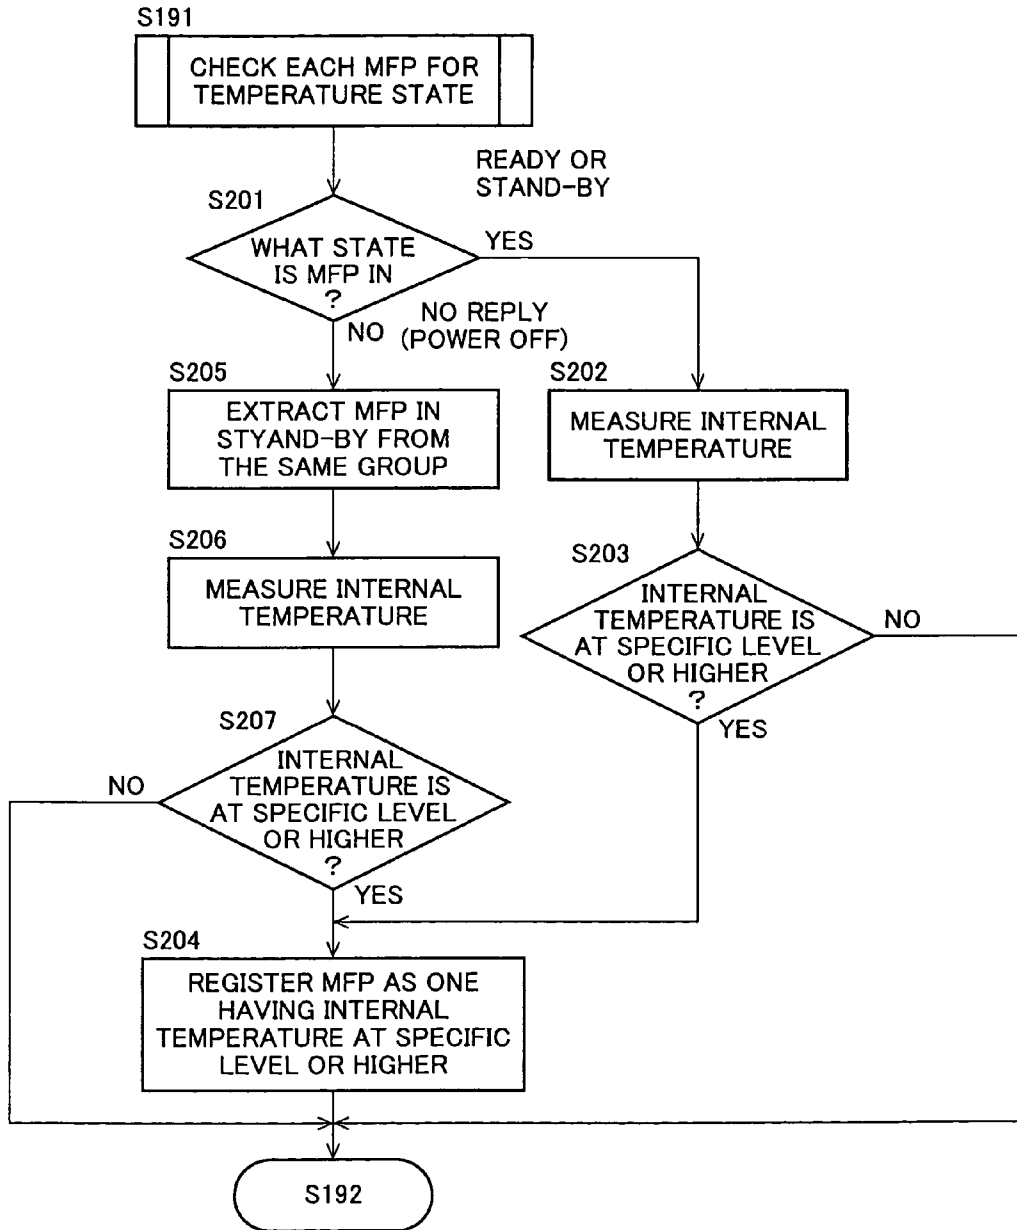 S191
CHECK EACH MFP FOR
TEMPERATURE STATE
READY OR
STAND-BY
S201
WHAT STATE
IS MFP IN
?
YES
NO
NO REPLY
(POWER OFF)
S205
EXTRACT MFP IN
STYAND-BY FROM
THE SAME GROUP
S202
MEASURE INTERNAL
TEMPERATURE
S206
MEASURE INTERNAL
TEMPERATURE
S203
INTERNAL
TEMPERATURE IS
AT SPECIFIC LEVEL
OR HIGHER
?
NO
YES
S207
INTERNAL
TEMPERATURE IS
AT SPECIFIC LEVEL
OR HIGHER
?
NO
YES
S204
REGISTER MFP AS ONE
HAVING INTERNAL
TEMPERATURE AT SPECIFIC
LEVEL OR HIGHER
S192